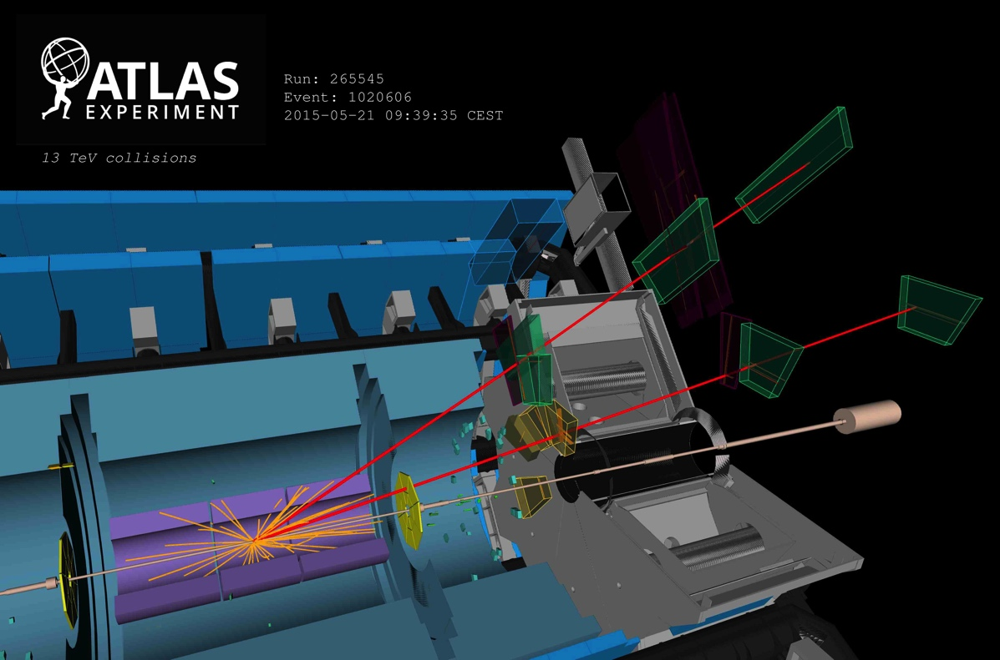 ATLAS
EXPERIMENT
Run: 265545
Event: 1020606
2015-05-21 09:39:35 CEST
13 TeV collisions